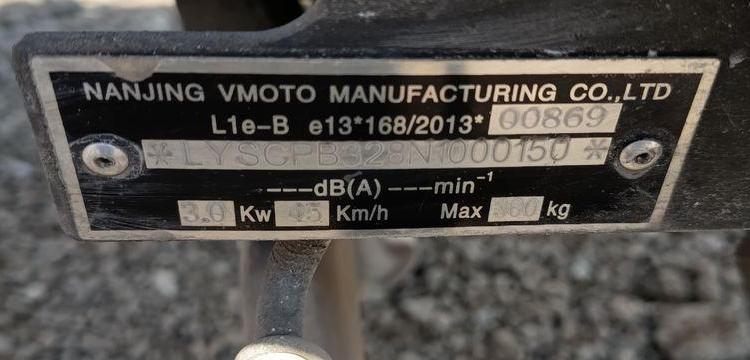 NANJING VMOTO MANUFACTURING CO.,LTD
L1e-B e13*168/2013* 00869
*LYSCPB328N1000150*
---dB(A) ---min-1
3.0 Kw 45 Km/h Max kg